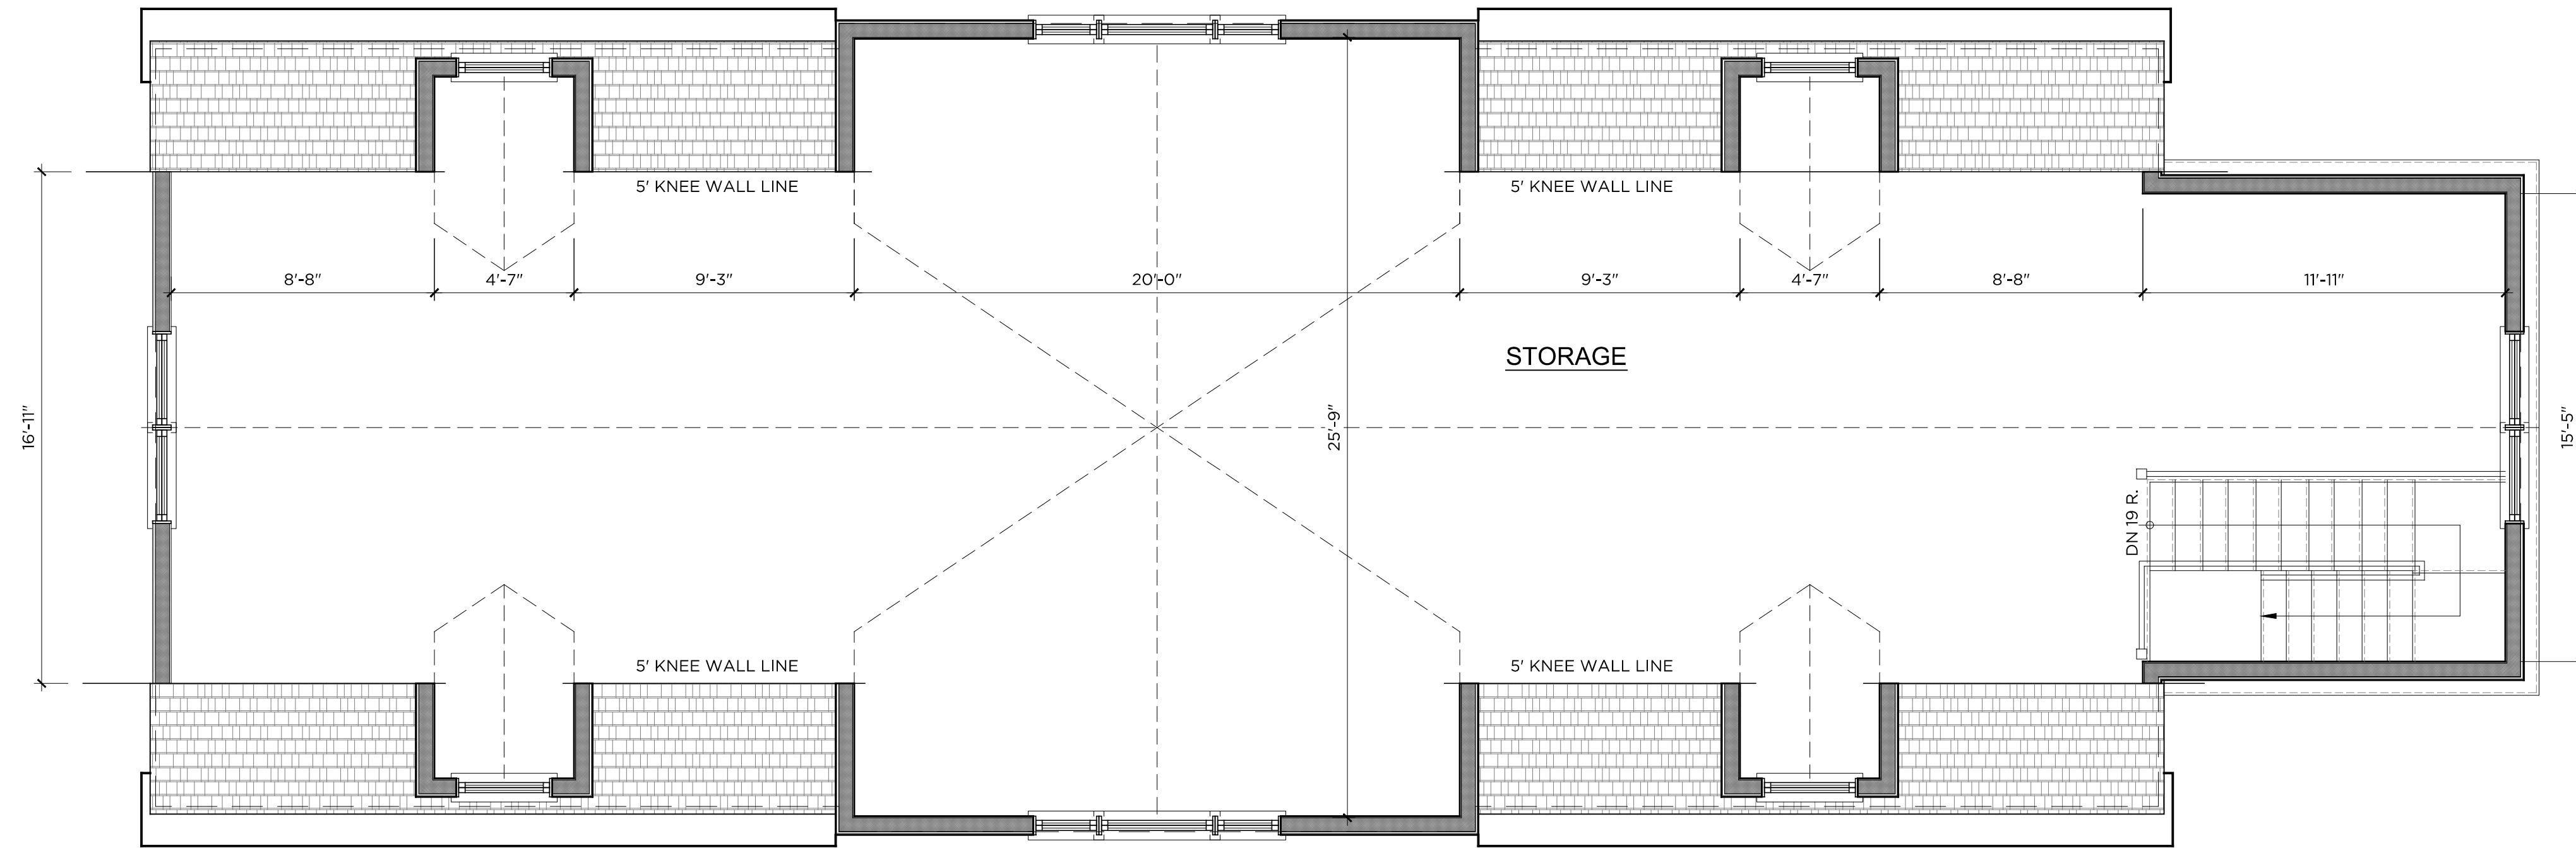 5' KNEE WALL LINE
5' KNEE WALL LINE
8'-8"
4'-7"
9'-3"
20'-0"
9'-3"
4'-7"
8'-8"
11'-11"
STORAGE
16'-11"
25'-9"
15'-5"
DN 19 R.
5' KNEE WALL LINE
5' KNEE WALL LINE